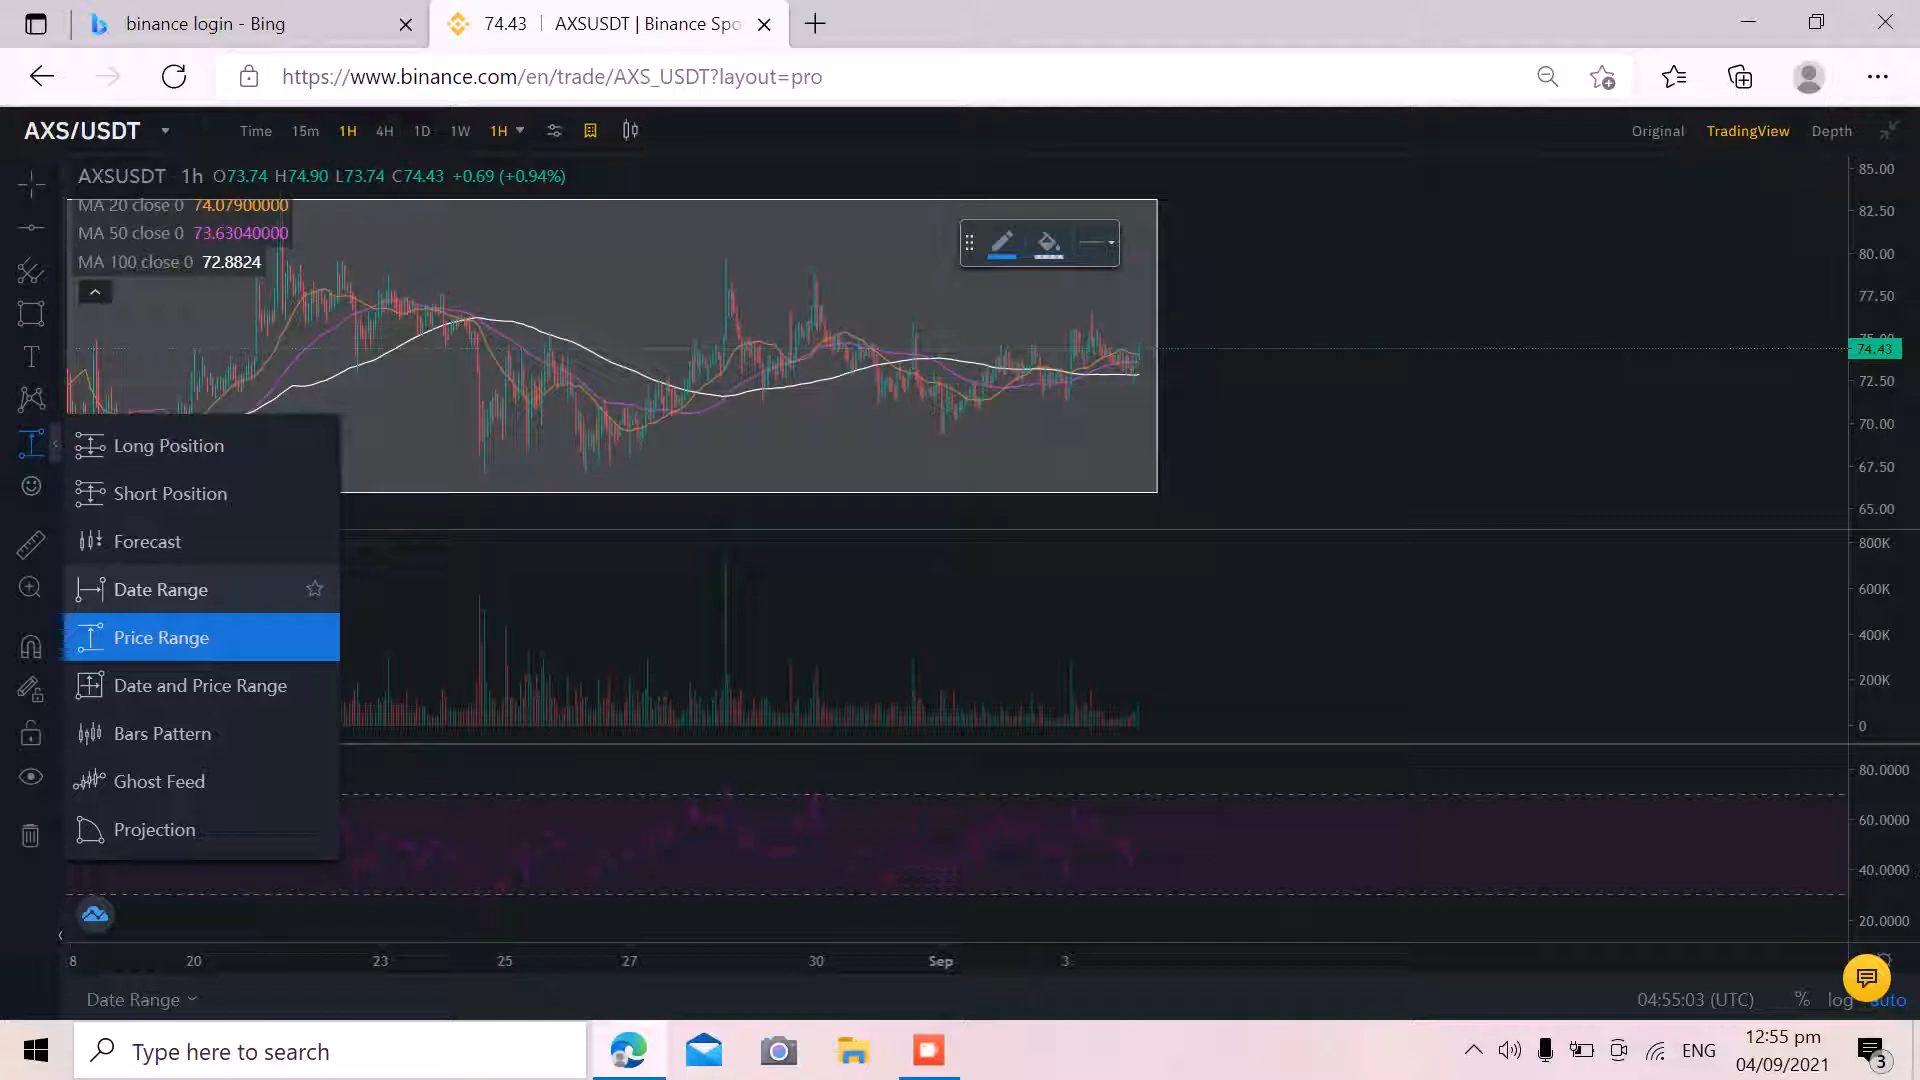 binance login - Bing
74.43 | AXSUSDT | Binance Spo
https://www.binance.com/en/trade/AXS_USDT?layout=pro
AXS/USDT
Time 15m 1H 4H 1D 1W 1H
Original TradingView Depth
AXSUSDT 1h O73.74 H74.90 L73.74 C74.43 +0.69 (+0.94%)
MA 20 close 0 74.07900000
MA 50 close 0 73.63040000
MA 100 close 0 72.8824
85.00
82.50
80.00
77.50
75.00
74.43
72.50
70.00
67.50
65.00
Long Position
Short Position
Forecast
Date Range
Price Range
Date and Price Range
Bars Pattern
Ghost Feed
Projection
800K
600K
400K
200K
0
80.0000
60.0000
40.0000
20.0000
8 20 23 25 27 30 Sep 3
Date Range
04:55:03 (UTC) % log auto
Type here to search
ENG
12:55 pm
04/09/2021
3